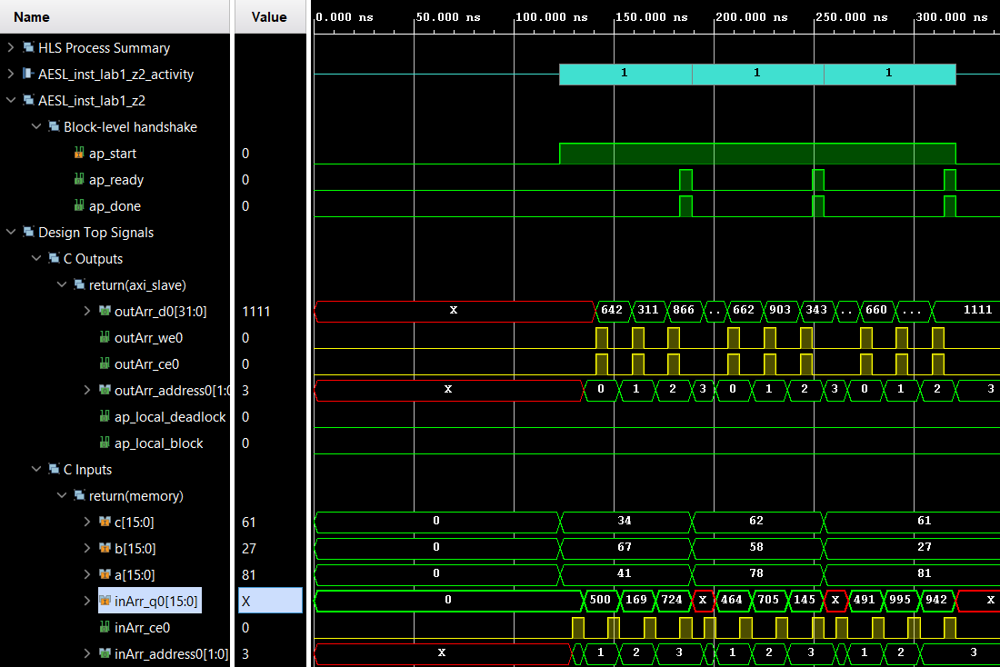 Name Value 0.000 ns 50.000 ns 100.000 ns 150.000 ns 200.000 ns 250.000 ns 300.000 ns
HLS Process Summary
AESL_inst_lab1_z2_activity 1 1 1
AESL_inst_lab1_z2
Block-level handshake
ap_start 0
ap_ready 0
ap_done 0
Design Top Signals
C Outputs
return(axi_slave)
outArr_d0[31:0] 1111 X 642 311 866 .. 662 903 343 .. 660 ... 1111
outArr_we0 0
outArr_ce0 0
outArr_address0[1:0 3 X 0 1 2 3 0 1 2 3 0 1 2 3
ap_local_deadlock 0
ap_local_block 0
C Inputs
return(memory)
c[15:0] 61 0 34 62 61
b[15:0] 27 0 67 58 27
a[15:0] 81 0 41 78 81
inArr_q0[15:0] X 0 500 169 724 X 464 705 145 X 491 995 942 X
inArr_ce0 0
inArr_address0[1:0] 3 X 1 2 3 1 2 3 1 2 3